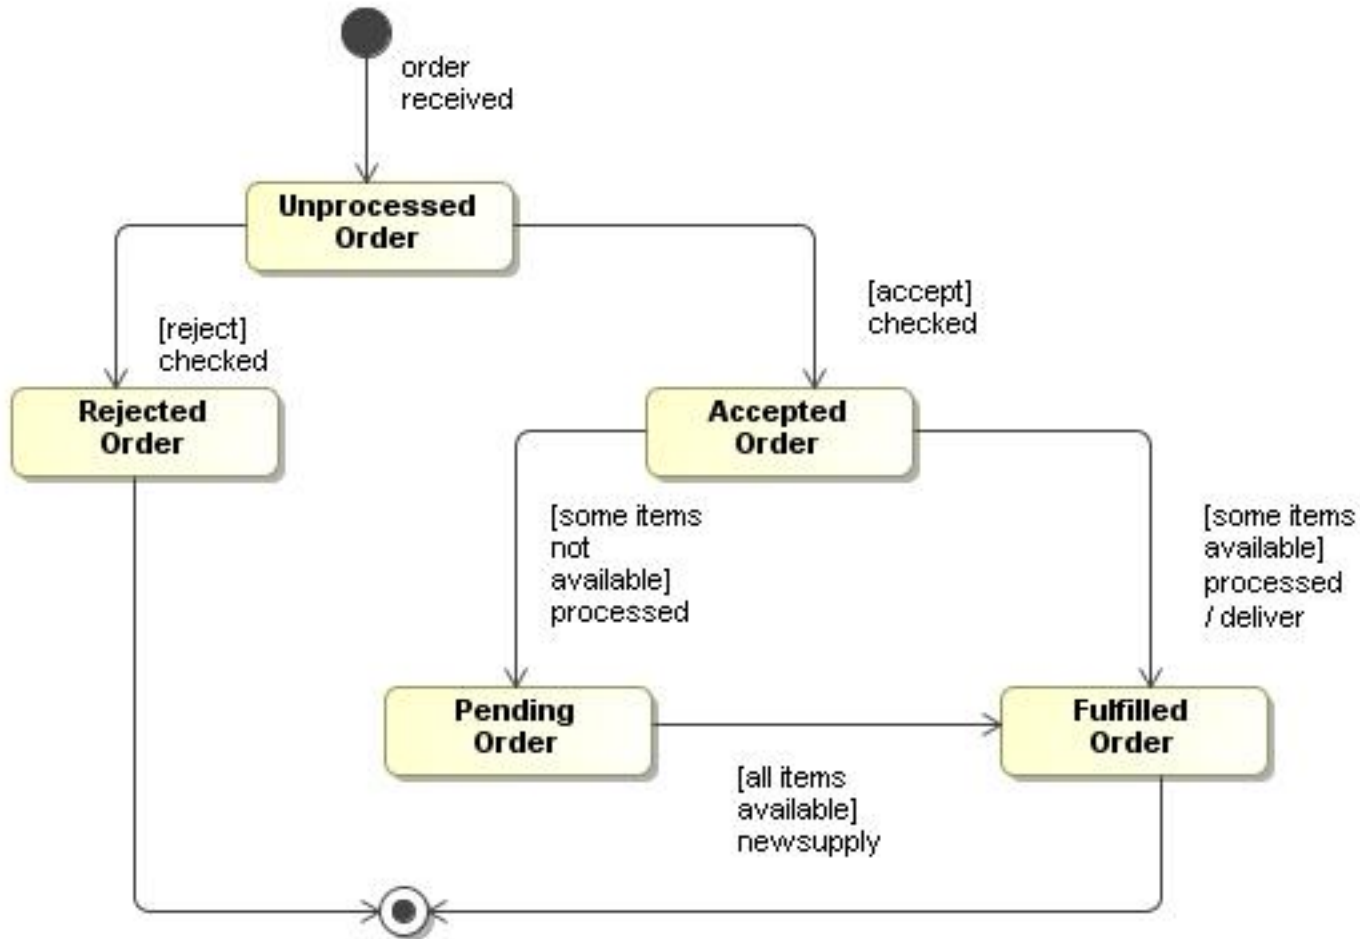 order
received
Unprocessed
Order
[reject]
checked
[accept]
checked
Rejected
Order
Accepted
Order
[some items
not
available]
processed
[some items
available]
processed
/ deliver
Pending
Order
Fulfilled
Order
[all items
available]
newsupply